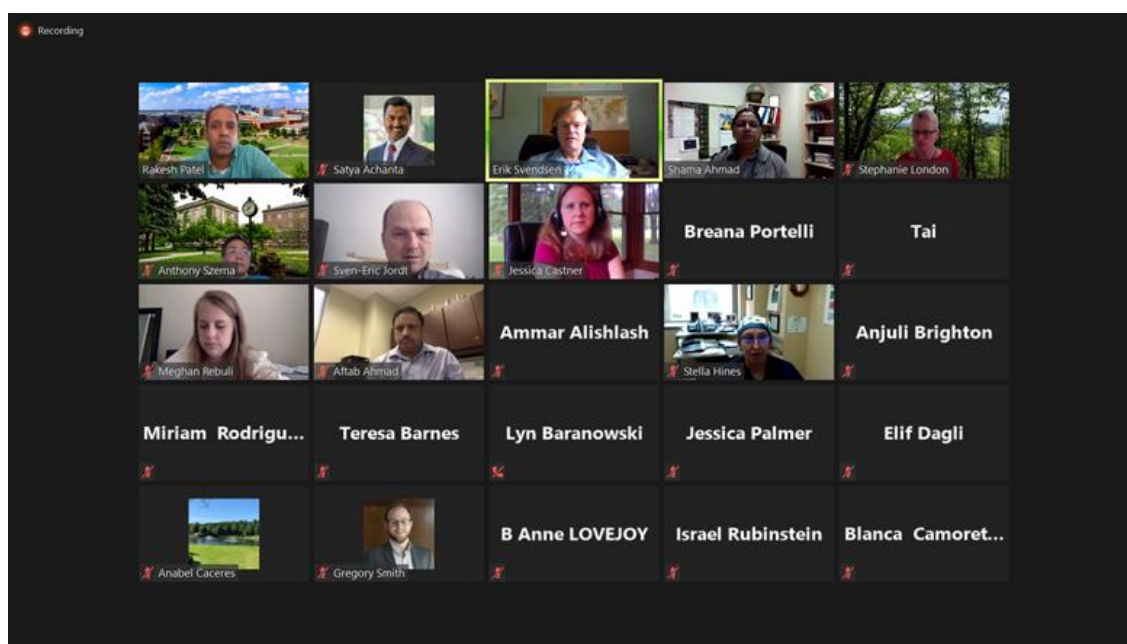 Recording
Rakesh Patel
Satya Achanta
Erik Svendsen
Shama Ahmad
Stephanie London
Anthony Szema
Sven-Eric Jordt
Jessica Castner
Breana Portelli
Tai
Meghan Rebuli
Aftab Ahmad
Ammar Alishlash
Stella Hines
Anjuli Brighton
Miriam Rodrigu...
Teresa Barnes
Lyn Baranowski
Jessica Palmer
Elif Dagli
Anabel Caceres
Gregory Smith
B Anne LOVEJOY
Israel Rubinstein
Blanca Camoret...